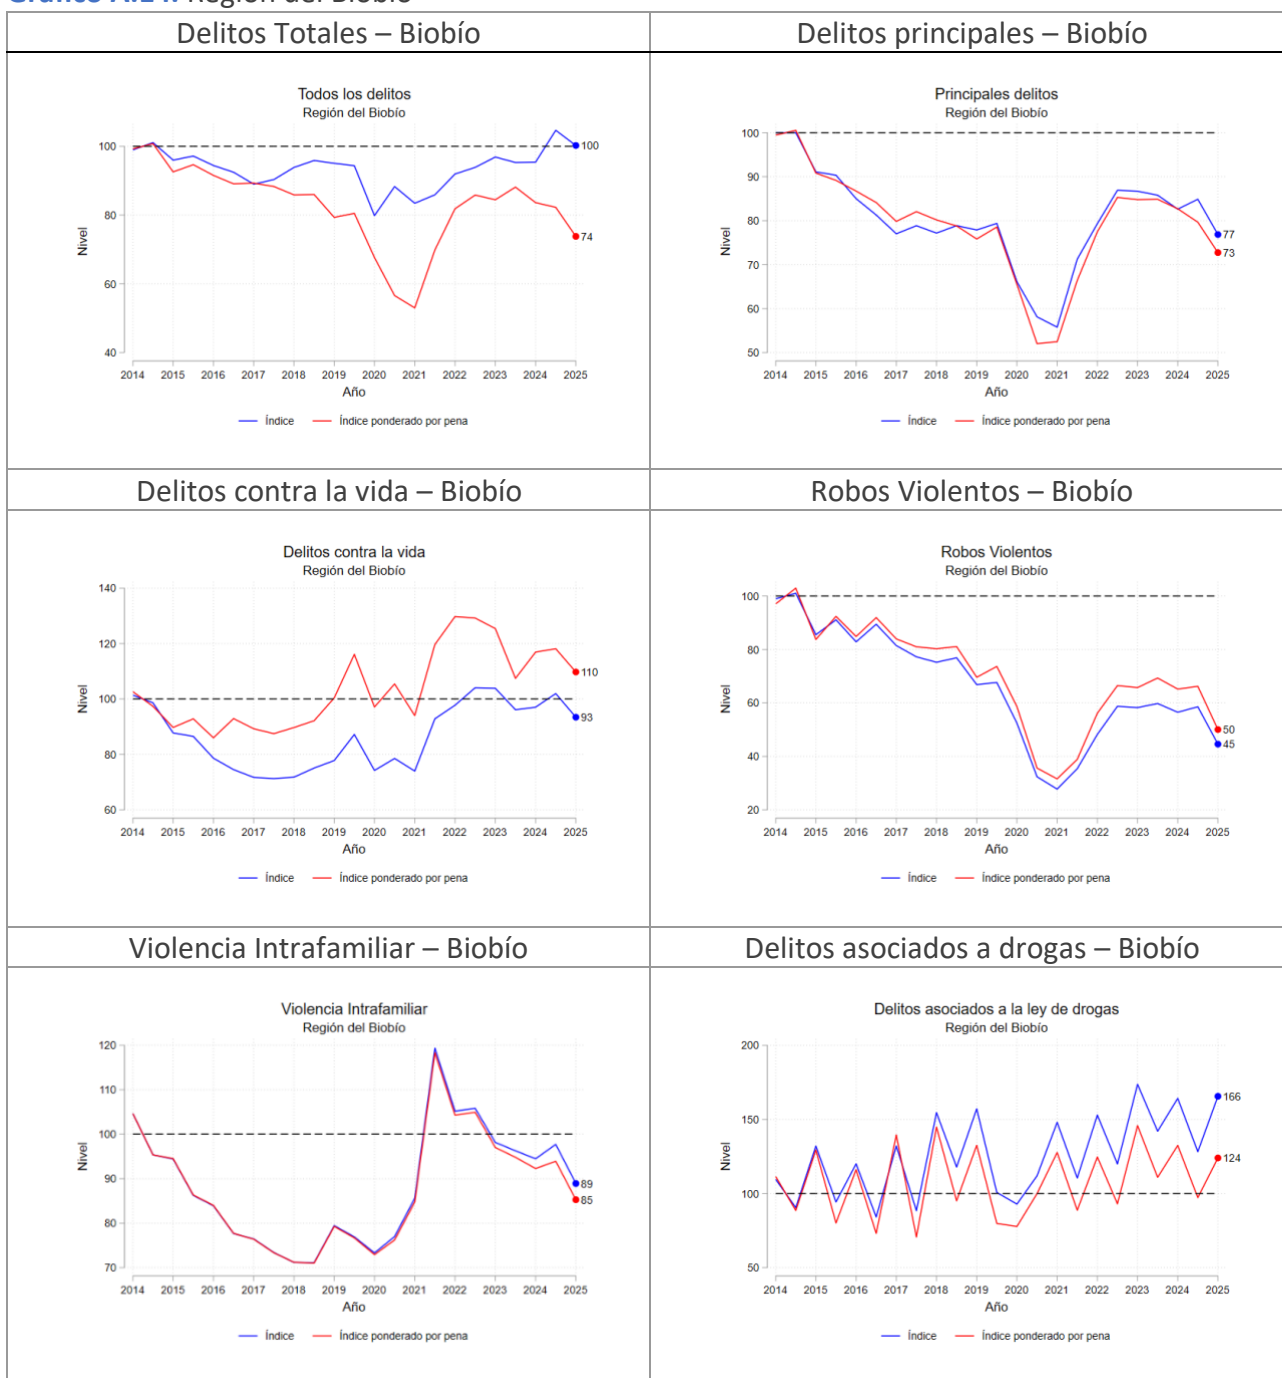 Gráfico A.14. Región del Biobío
Delitos Totales – Biobío
Delitos principales – Biobío
Todos los delitos
Región del Biobío
Nivel
100
80
60
40
100
74
2014 2015 2016 2017 2018 2019 2020 2021 2022 2023 2024 2025
Año
Índice Índice ponderado por pena
Principales delitos
Región del Biobío
Nivel
100
90
80
70
60
50
77
73
2014 2015 2016 2017 2018 2019 2020 2021 2022 2023 2024 2025
Año
Índice Índice ponderado por pena
Delitos contra la vida – Biobío
Robos Violentos – Biobío
Delitos contra la vida
Región del Biobío
Nivel
140
120
100
80
60
110
93
2014 2015 2016 2017 2018 2019 2020 2021 2022 2023 2024 2025
Año
Índice Índice ponderado por pena
Robos Violentos
Región del Biobío
Nivel
100
80
60
40
20
50
45
2014 2015 2016 2017 2018 2019 2020 2021 2022 2023 2024 2025
Año
Índice Índice ponderado por pena
Violencia Intrafamiliar – Biobío
Delitos asociados a drogas – Biobío
Violencia Intrafamiliar
Región del Biobío
Nivel
120
110
100
90
80
70
89
85
2014 2015 2016 2017 2018 2019 2020 2021 2022 2023 2024 2025
Año
Índice Índice ponderado por pena
Delitos asociados a la ley de drogas
Región del Biobío
Nivel
200
150
100
50
166
124
2014 2015 2016 2017 2018 2019 2020 2021 2022 2023 2024 2025
Año
Índice Índice ponderado por pena